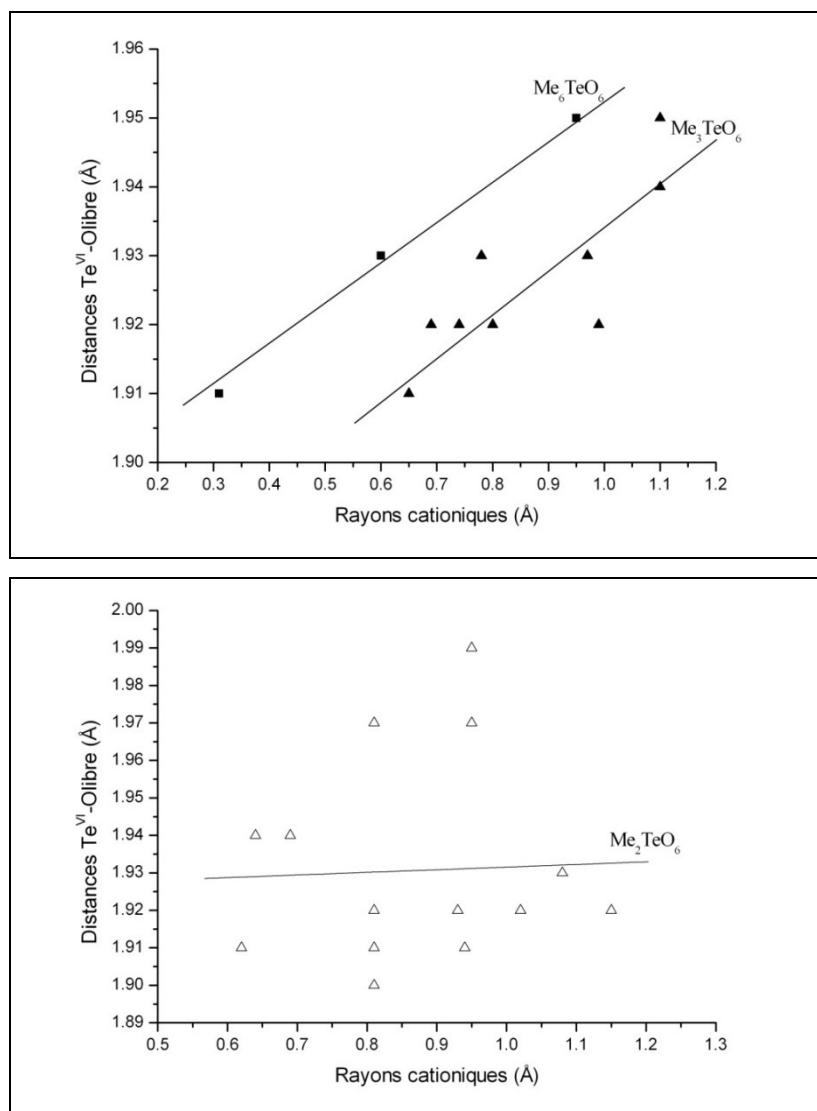 1.96
1.95
1.94
1.93
1.92
1.91
1.90
Distances Te^VI-Olibre (Å)
Me₆TeO₆
Me₃TeO₆
0.2 0.3 0.4 0.5 0.6 0.7 0.8 0.9 1.0 1.1 1.2
Rayons cationiques (Å)
2.00
1.99
1.98
1.97
1.96
1.95
1.94
1.93
1.92
1.91
1.90
1.89
Distances Te^VI-Olibre (Å)
Me₂TeO₆
0.5 0.6 0.7 0.8 0.9 1.0 1.1 1.2 1.3
Rayons cationiques (Å)